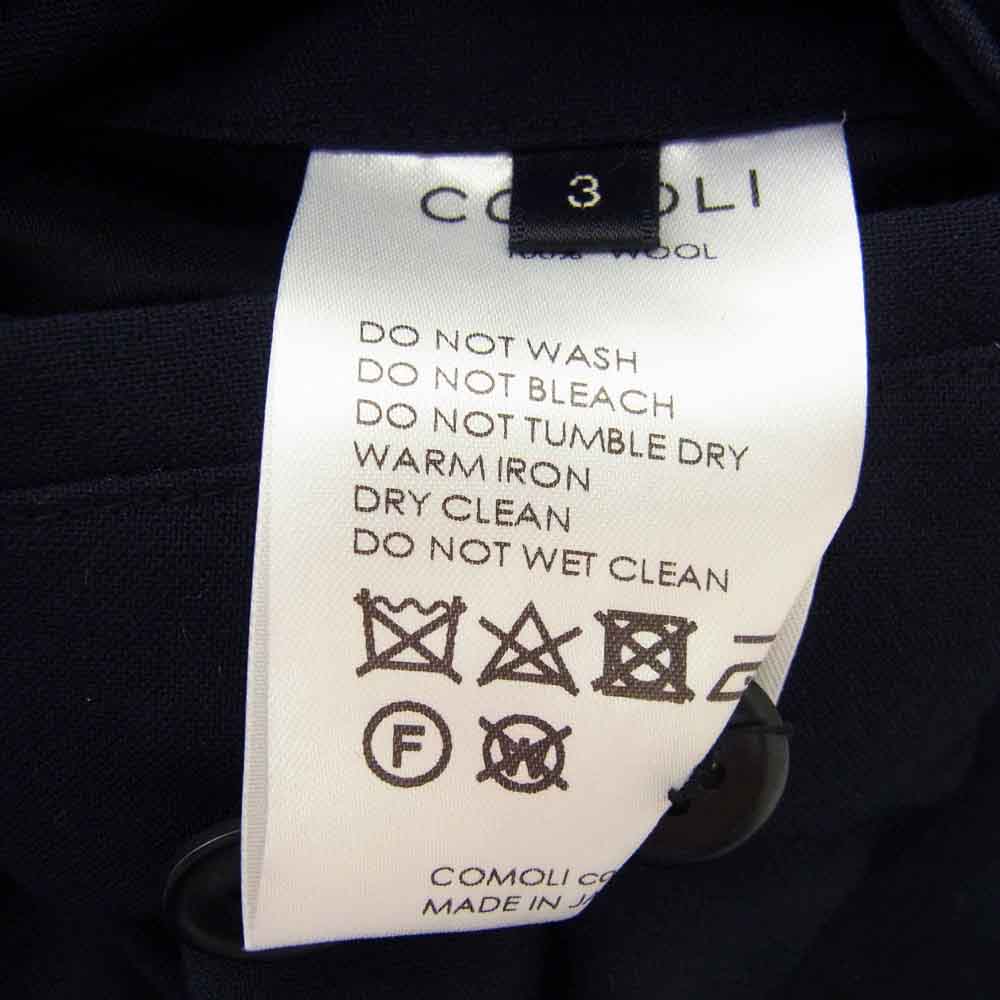 3
100% WOOL
DO NOT WASH
DO NOT BLEACH
DO NOT TUMBLE DRY
WARM IRON
DRY CLEAN
DO NOT WET CLEAN
F
W
COMOLI
MADE IN